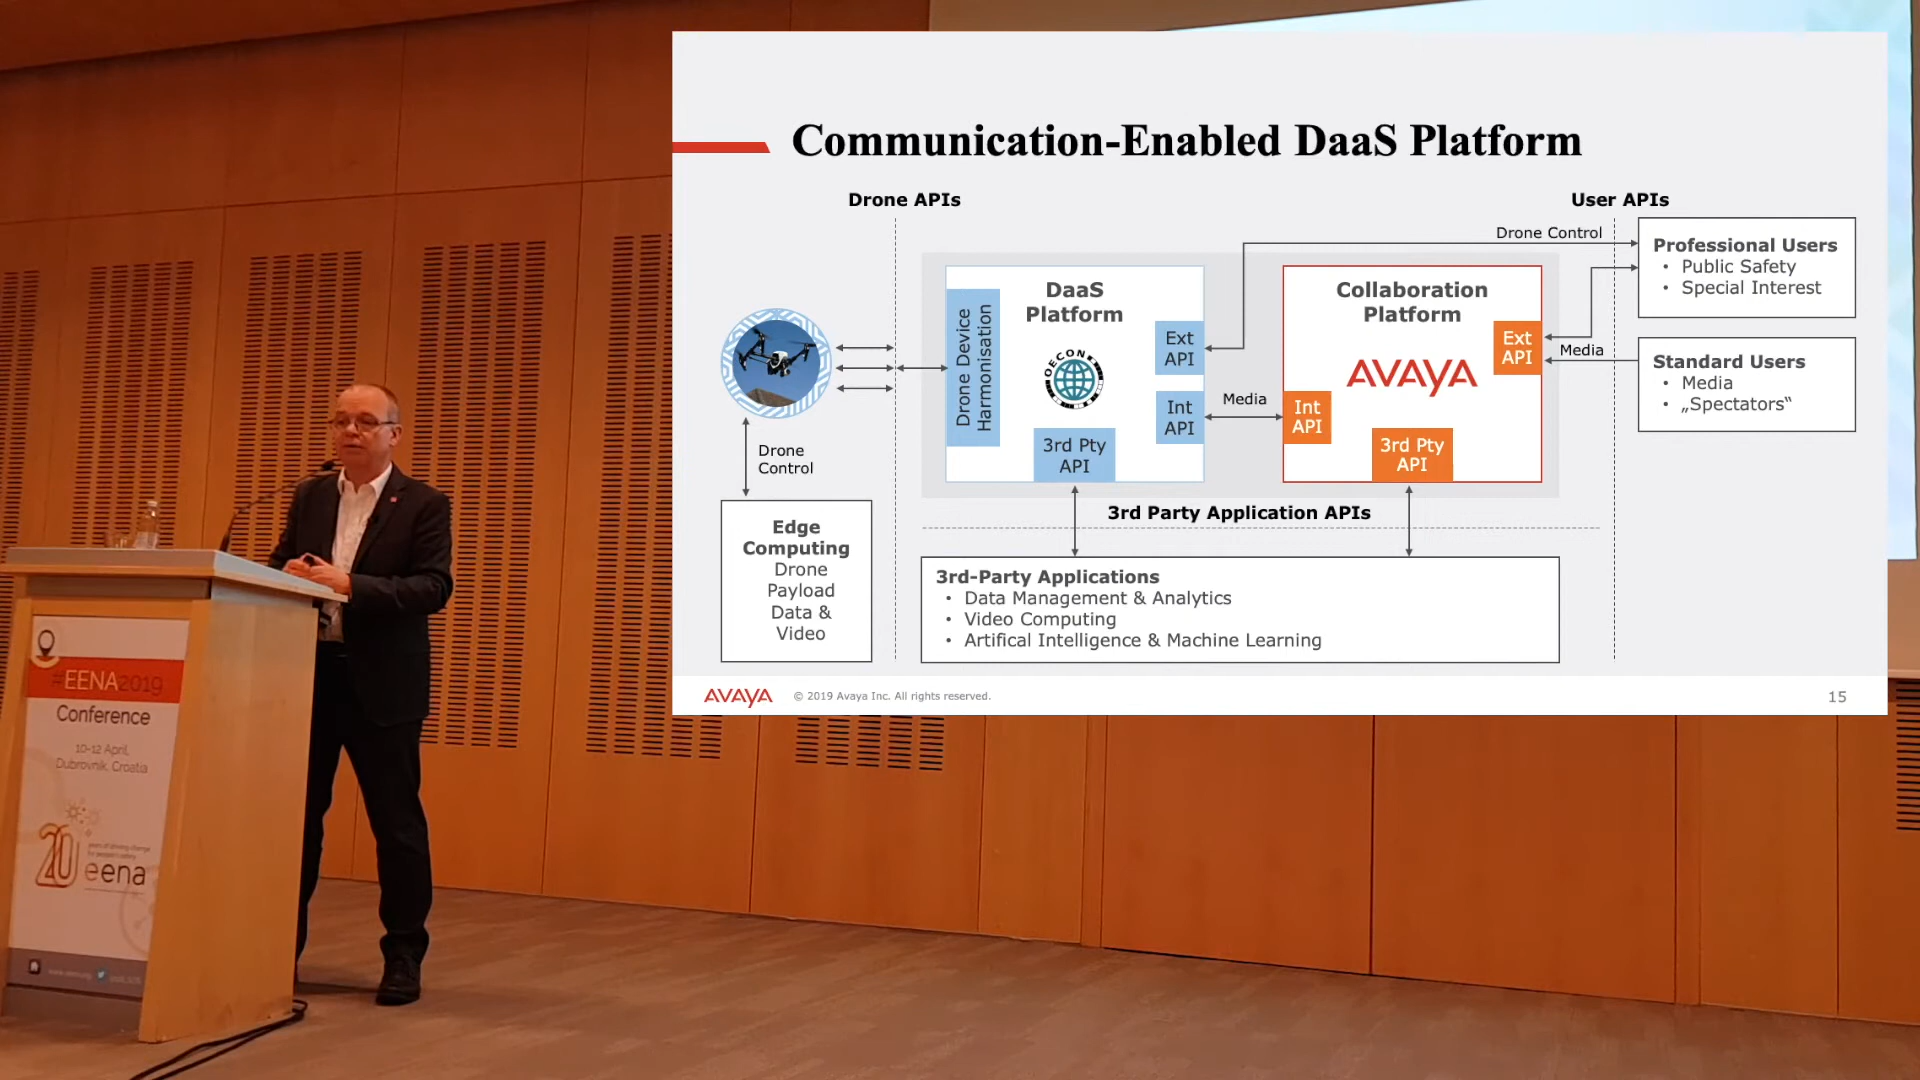 Communication-Enabled DaaS Platform
Drone APIs
User APIs
Drone Control
Professional Users
• Public Safety
• Special Interest
DaaS
Platform
Collaboration
Platform
Drone Device
Harmonisation
OECON
Ext
API
AVAYA
Ext
API
Media
Standard Users
• Media
• „Spectators“
Int
API
Media
Int
API
3rd Pty
API
3rd Pty
API
Drone
Control
3rd Party Application APIs
Edge
Computing
Drone
Payload
Data &
Video
3rd-Party Applications
• Data Management & Analytics
• Video Computing
• Artifical Intelligence & Machine Learning
AVAYA
© 2019 Avaya Inc. All rights reserved.
15
#EENA2019
Conference
10-12 April,
Dubrovnik, Croatia
20
eena